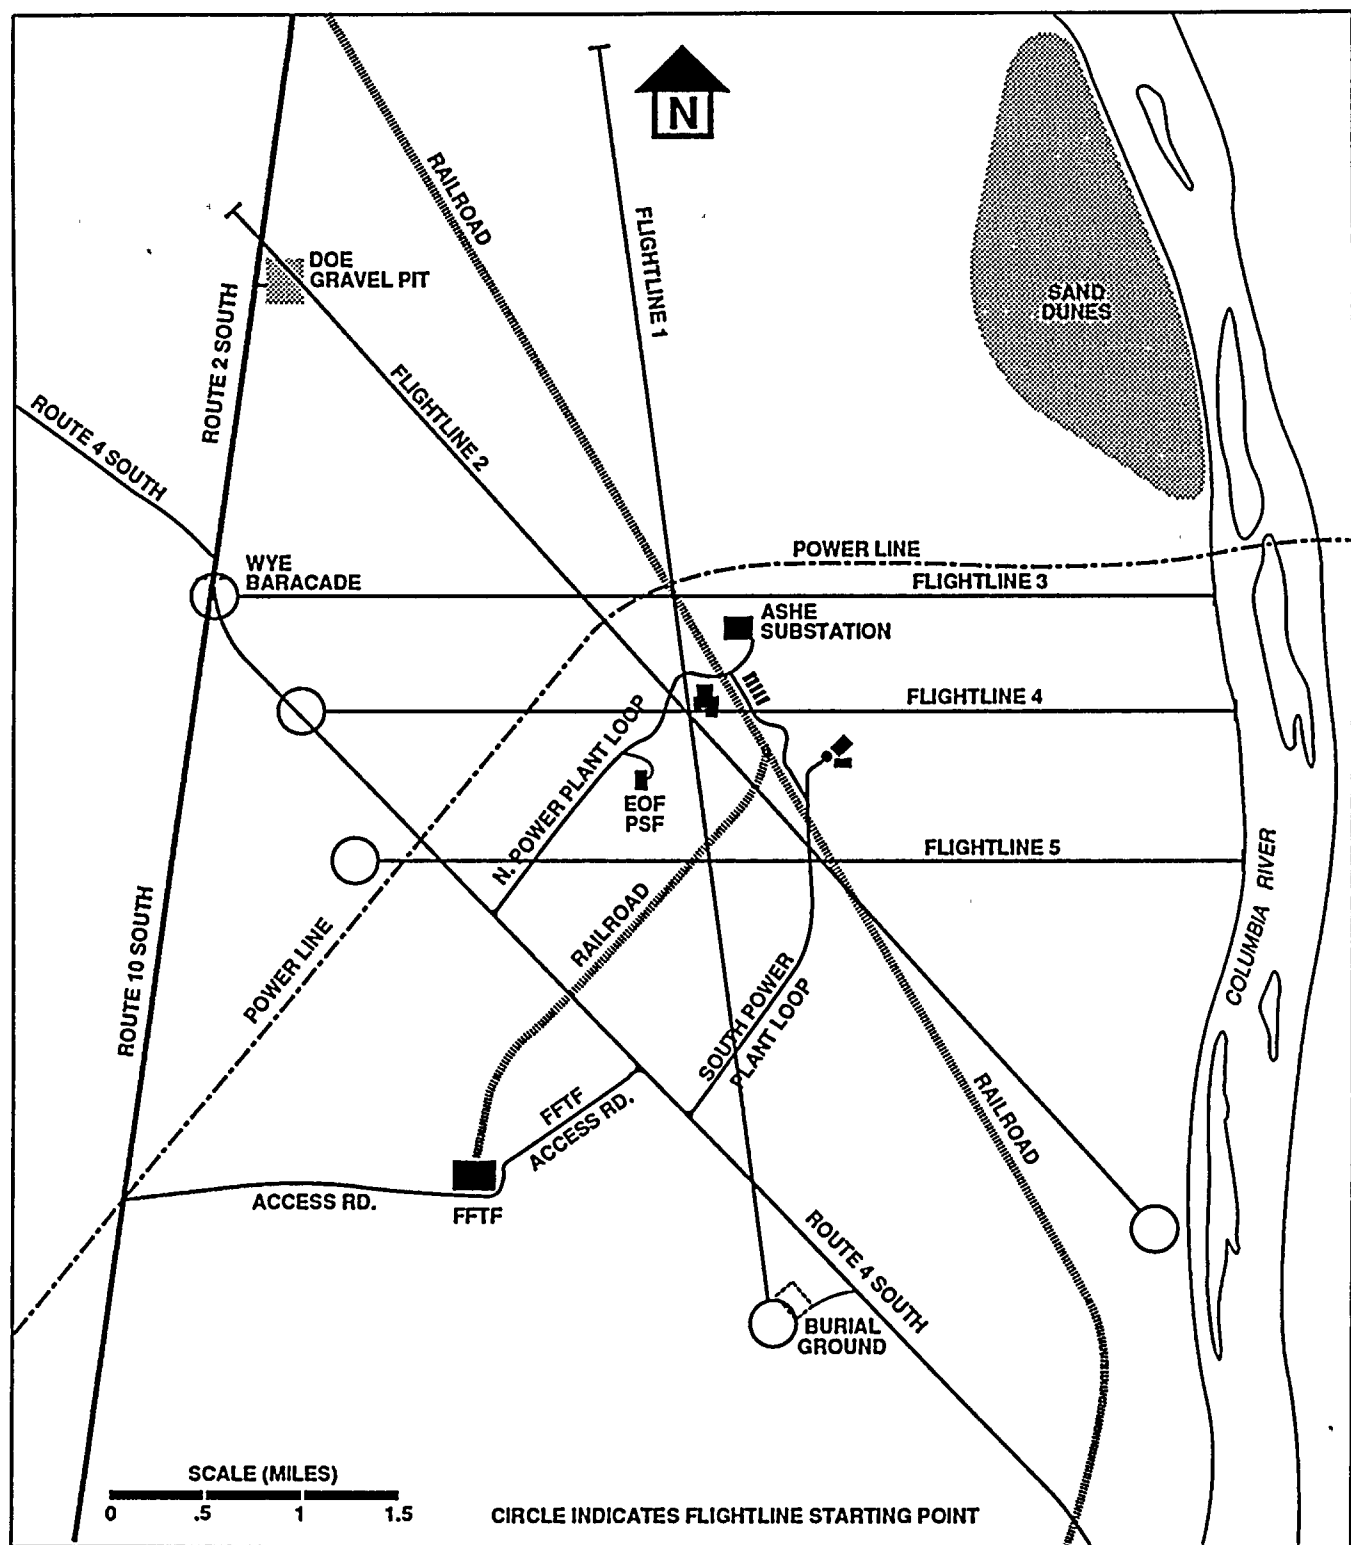 N
RAILROAD
FLIGHTLINE 1
DOE
GRAVEL PIT
SAND
DUNES
ROUTE 2 SOUTH
FLIGHTLINE 2
ROUTE 4 SOUTH
POWER LINE
WYE
BARACADE
FLIGHTLINE 3
ASHE
SUBSTATION
FLIGHTLINE 4
N. POWER PLANT LOOP
EOF
PSF
FLIGHTLINE 5
COLUMBIA RIVER
ROUTE 10 SOUTH
POWER LINE
RAILROAD
SOUTH POWER
PLANT LOOP
RAILROAD
FFTF
ACCESS RD.
ACCESS RD.
FFTF
ROUTE 4 SOUTH
BURIAL
GROUND
SCALE (MILES)
0 .5 1 1.5
CIRCLE INDICATES FLIGHTLINE STARTING POINT